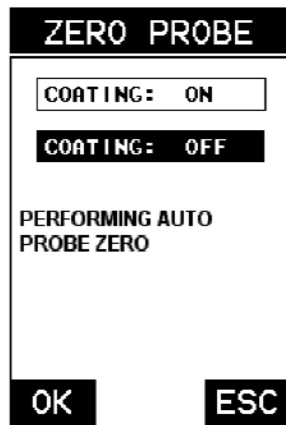 ZERO PROBE
COATING: ON
COATING: OFF
PERFORMING AUTO
PROBE ZERO
OK ESC